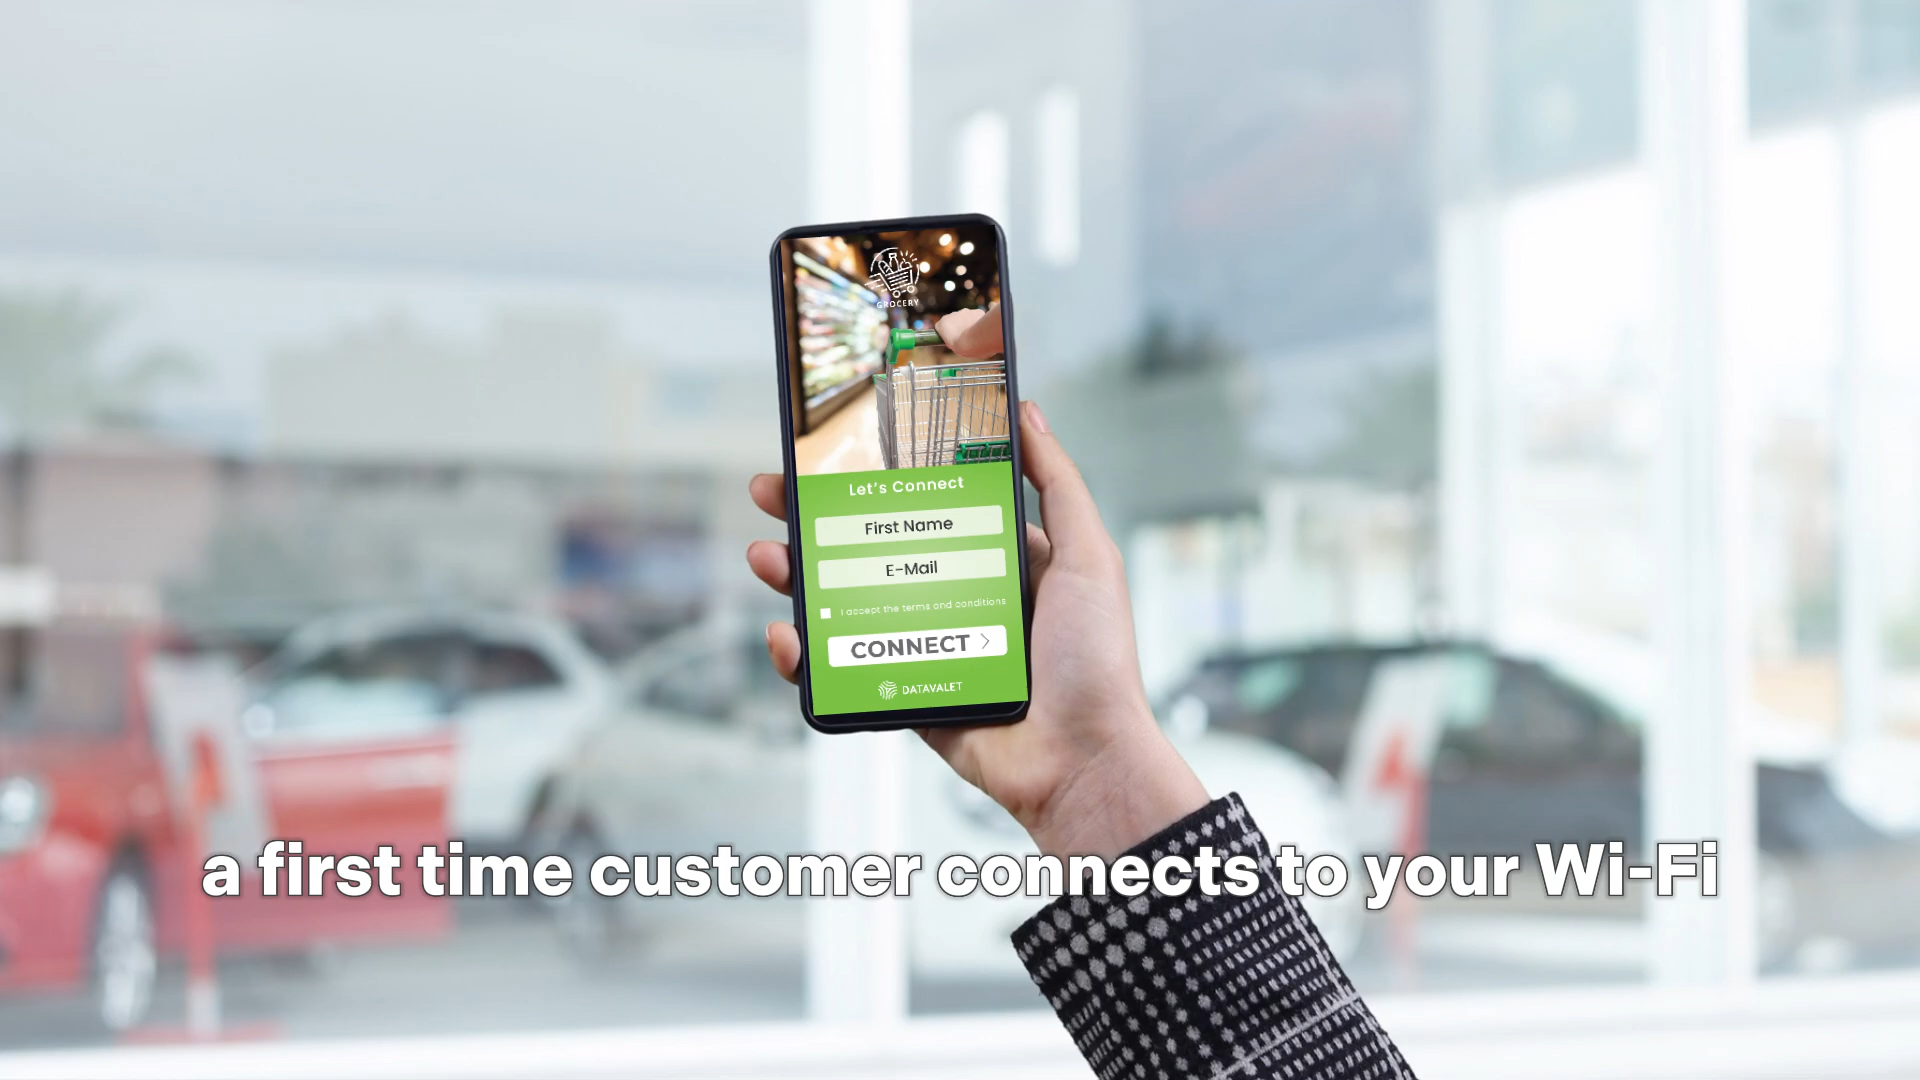 GROCERY
Let's Connect
First Name
E-Mail
I accept the terms and conditions
CONNECT
DATAVALET
a first time customer connects to your Wi-Fi